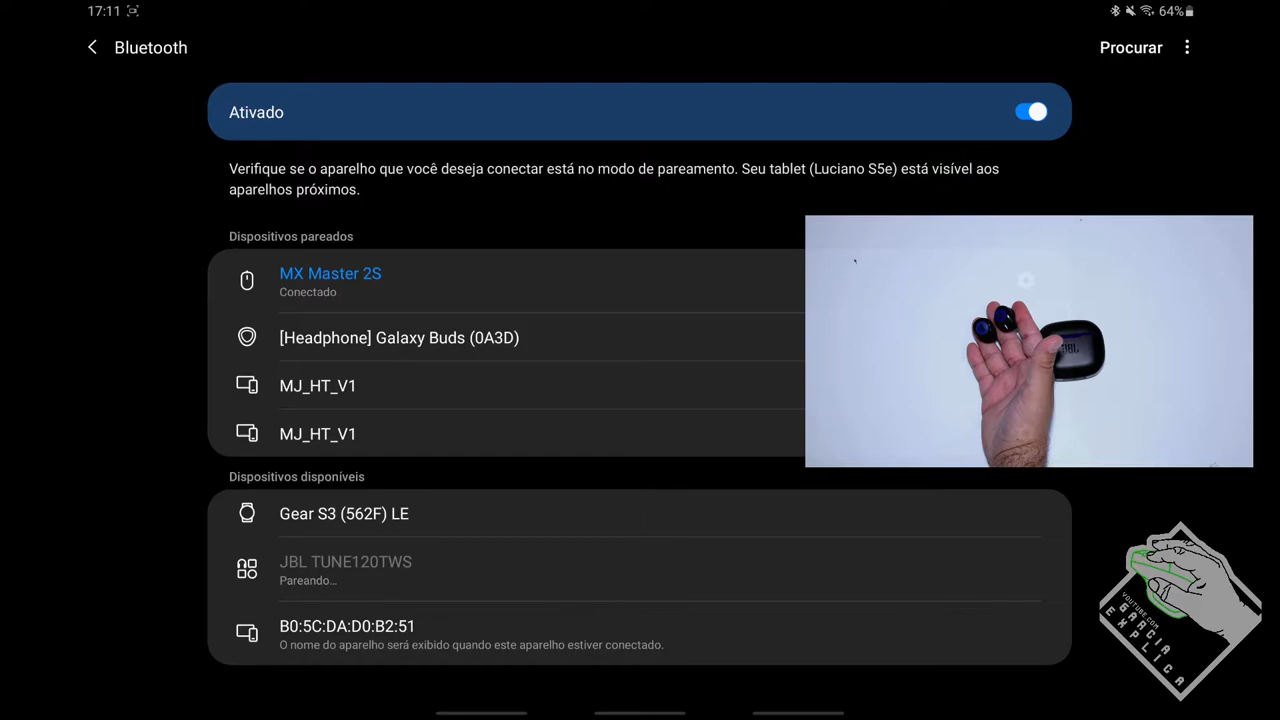 17:11
64%
Bluetooth
Procurar
Ativado
Verifique se o aparelho que você deseja conectar está no modo de pareamento. Seu tablet (Luciano S5e) está visível aos
aparelhos próximos.
Dispositivos pareados
MX Master 2S
Conectado
[Headphone] Galaxy Buds (0A3D)
MJ_HT_V1
MJ_HT_V1
JBL
Dispositivos disponíveis
Gear S3 (562F) LE
JBL TUNE120TWS
Pareando...
B0:5C:DA:D0:B2:51
O nome do aparelho será exibido quando este aparelho estiver conectado.
YOUTUBE.COM
GARCIA
EXPLICA